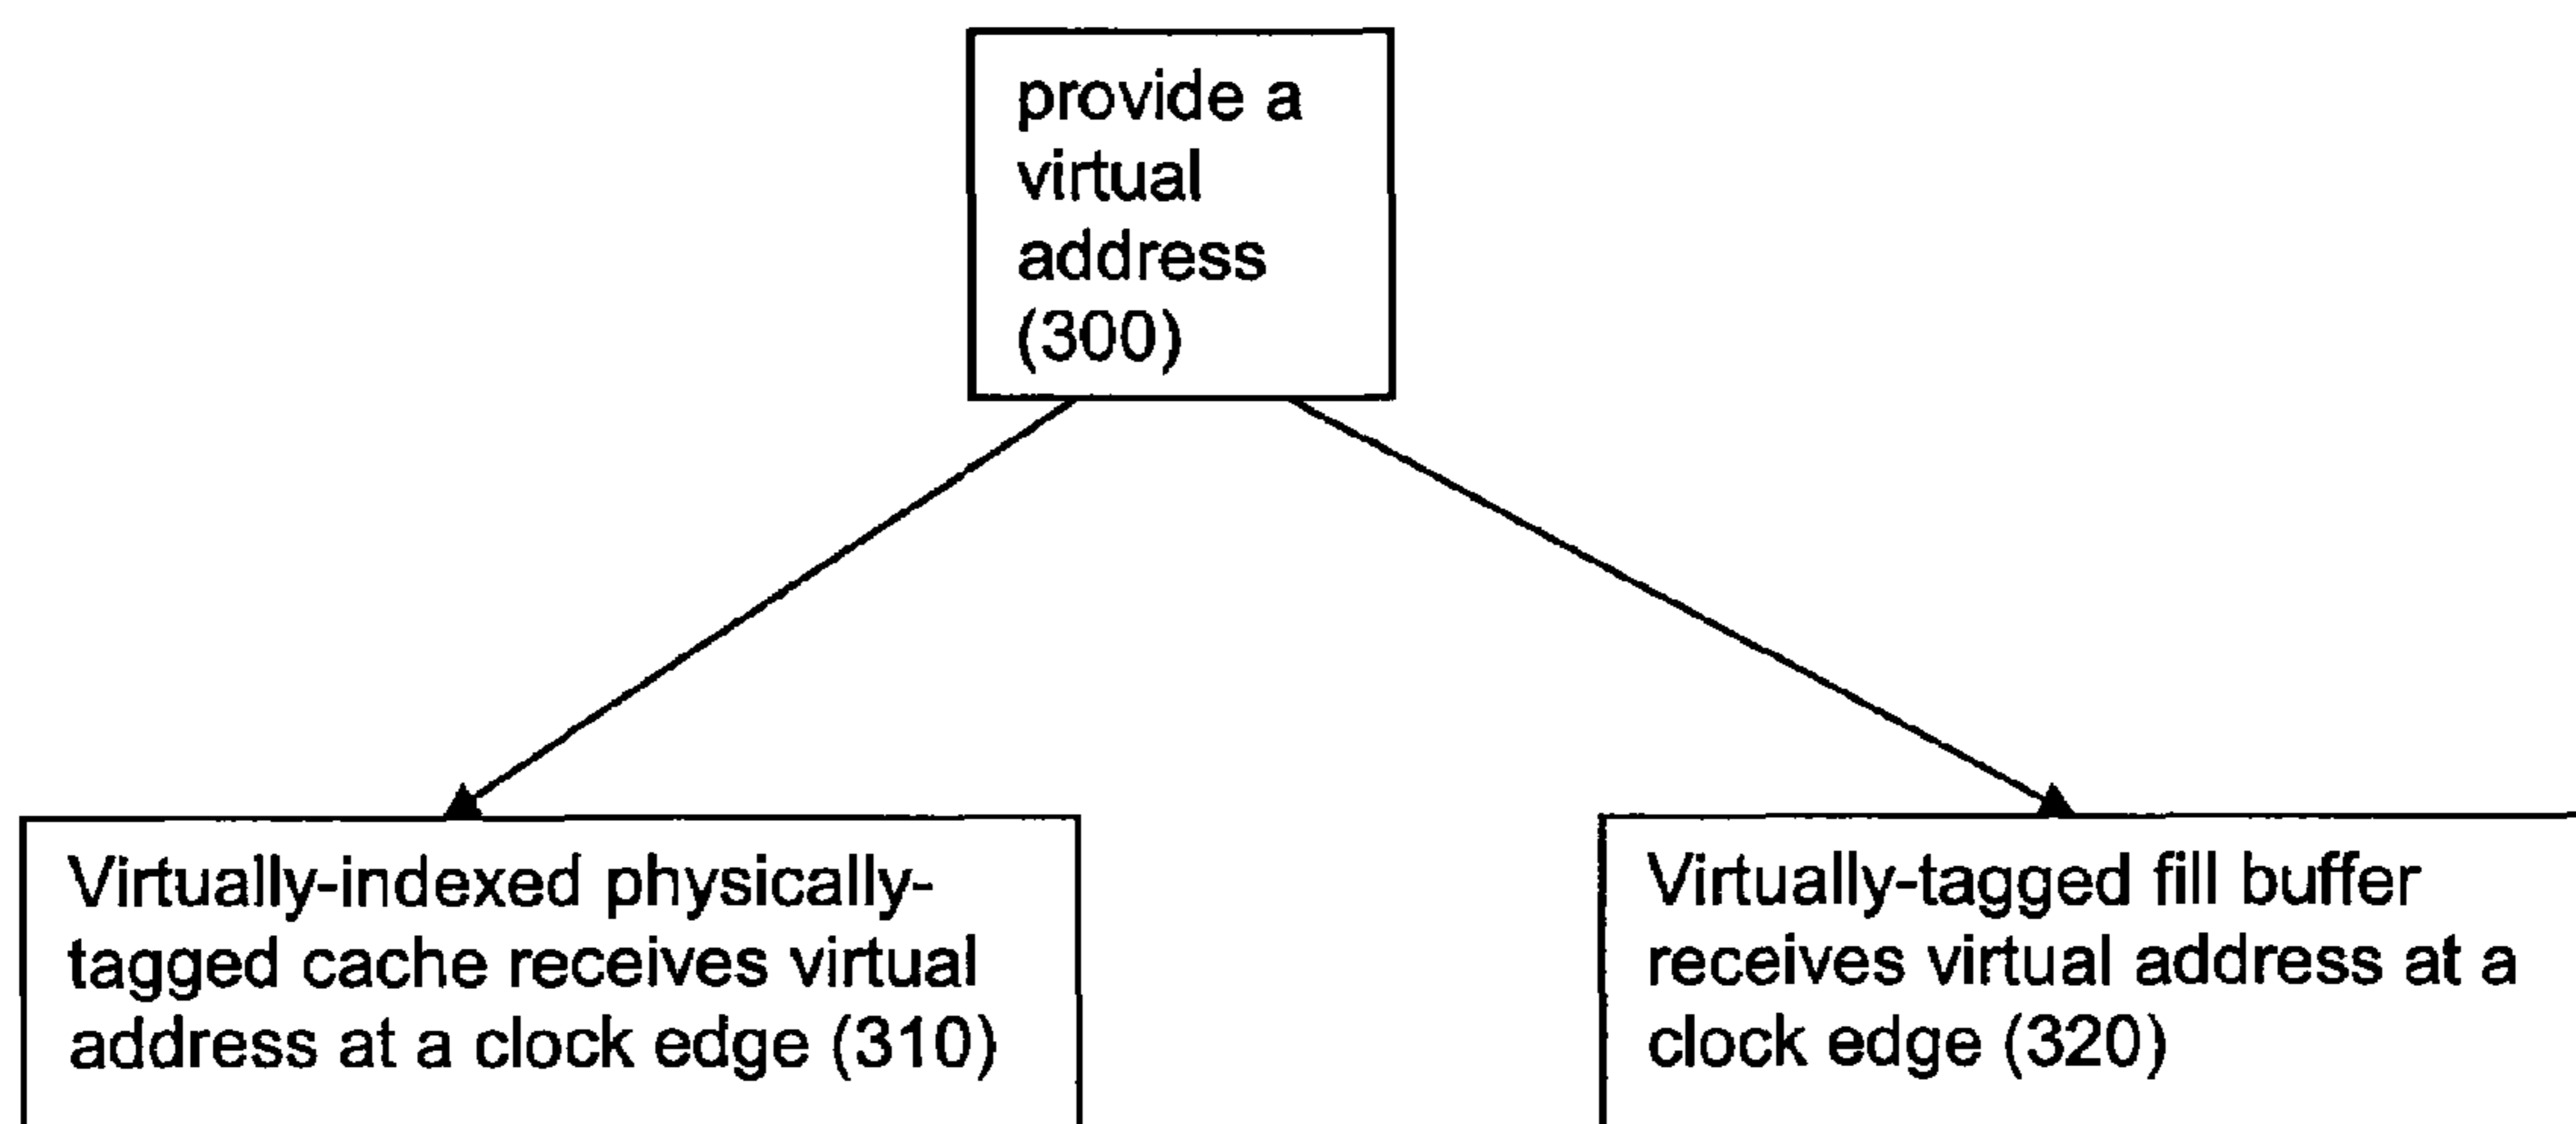 provide a
virtual
address
(300)
Virtually-indexed physically-
tagged cache receives virtual
address at a clock edge (310)
Virtually-tagged fill buffer
receives virtual address at a
clock edge (320)